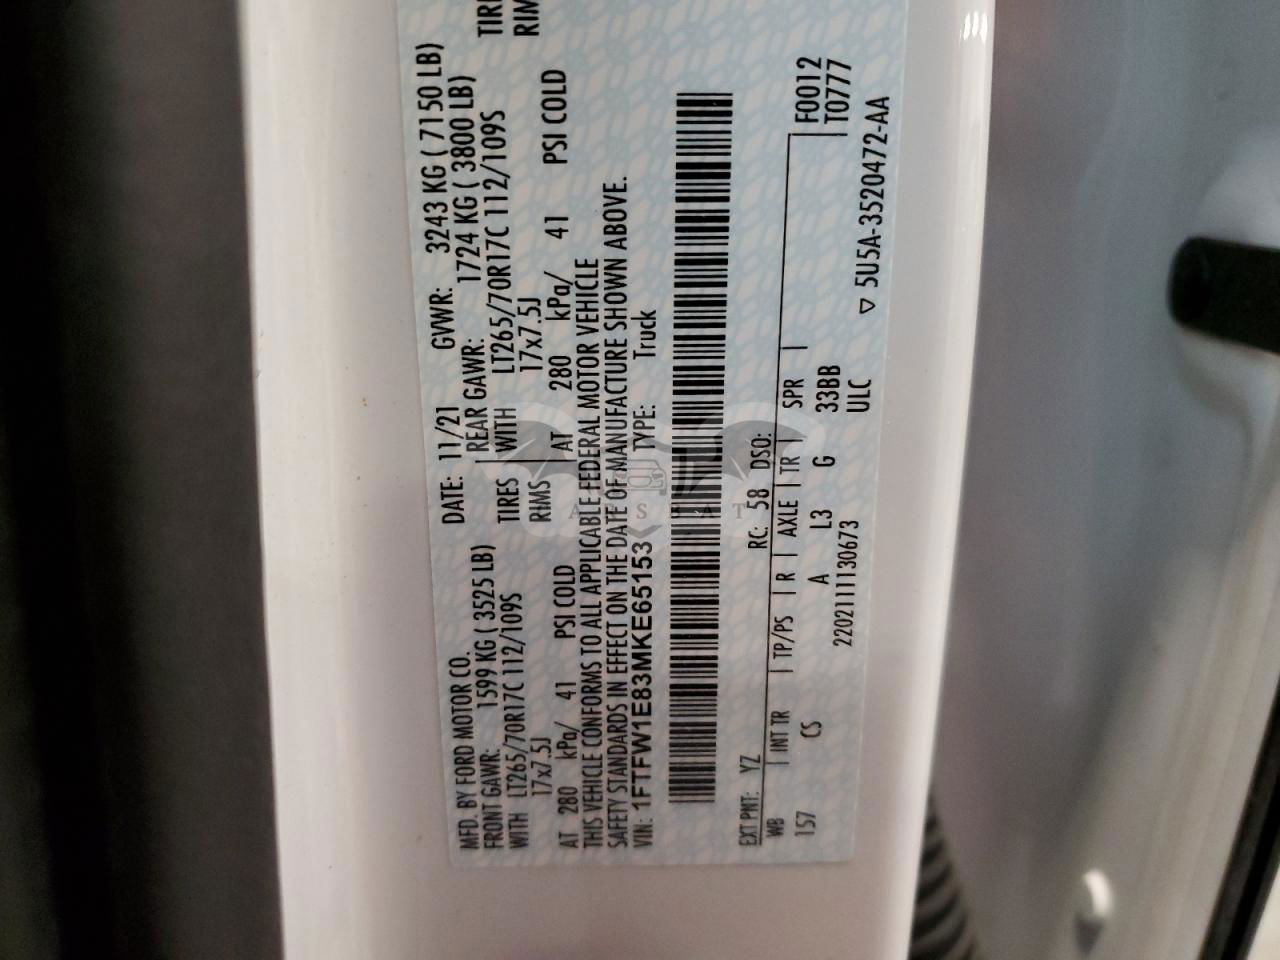 MFD. BY FORD MOTOR CO.
DATE: 11/21 GVWR: 3243 KG ( 7150 LB)
FRONT GAWR: 1599 KG ( 3525 LB)
REAR GAWR: 1724 KG ( 3800 LB)
WITH LT265/70R17C 112/109S TIRES
WITH LT265/70R17C 112/109S TIRE
17x7.5J RIMS
17x7.5J RIM
AT 280 kPa/ 41 PSI COLD
AT 280 kPa/ 41 PSI COLD
THIS VEHICLE CONFORMS TO ALL APPLICABLE FEDERAL MOTOR VEHICLE
SAFETY STANDARDS IN EFFECT ON THE DATE OF MANUFACTURE SHOWN ABOVE.
VIN: 1FTFW1E83MKE65153 TYPE: Truck
EXT PNT: YZ RC: 58 DSO:
WB INT TR TP/PS R AXLE TR SPR
157 CS A L3 G 33BB
F0012
T0777
2202111130673 ULC
▽ 5U5A-3520472-AA